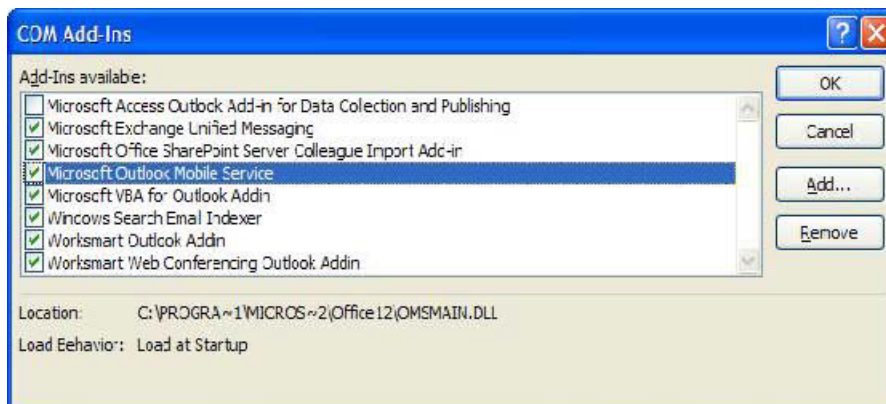 COM Add-Ins
Add-Ins available:
Microsoft Access Outlook Add-in for Data Collection and Publishing
Microsoft Exchange Unified Messaging
Microsoft Office SharePoint Server Colleague Import Add-in
Microsoft Outlook Mobile Service
Microsoft VBA for Outlook Addin
Windows Search Email Indexer
Worksmart Outlook Addin
Worksmart Web Conferencing Outlook Addin
OK
Cancel
Add...
Remove
Location: C:\PROGRA~1\MICROS~2\Office12\OMSMAIN.DLL
Load Behavior: Load at Startup